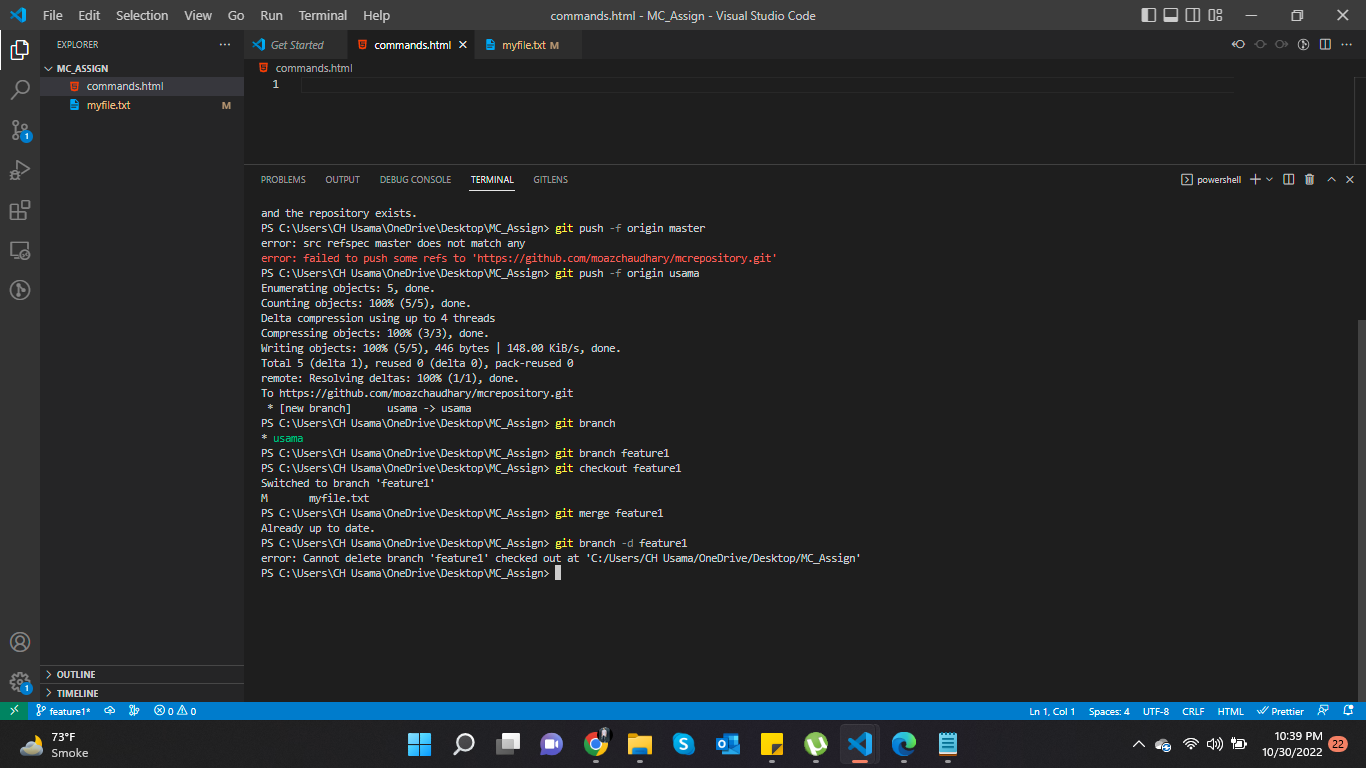 File Edit Selection View Go Run Terminal Help commands.html - MC_Assign - Visual Studio Code
EXPLORER ...
MC_ASSIGN
commands.html
myfile.txt M
1
1
OUTLINE
TIMELINE
Get Started commands.html myfile.txt M
commands.html
1
PROBLEMS OUTPUT DEBUG CONSOLE TERMINAL GITLENS powershell
and the repository exists.
PS C:\Users\CH Usama\OneDrive\Desktop\MC_Assign> git push -f origin master
error: src refspec master does not match any
error: failed to push some refs to 'https://github.com/moazchaudhary/mcrepository.git'
PS C:\Users\CH Usama\OneDrive\Desktop\MC_Assign> git push -f origin usama
Enumerating objects: 5, done.
Counting objects: 100% (5/5), done.
Delta compression using up to 4 threads
Compressing objects: 100% (3/3), done.
Writing objects: 100% (5/5), 446 bytes | 148.00 KiB/s, done.
Total 5 (delta 1), reused 0 (delta 0), pack-reused 0
remote: Resolving deltas: 100% (1/1), done.
To https://github.com/moazchaudhary/mcrepository.git
 * [new branch]      usama -> usama
PS C:\Users\CH Usama\OneDrive\Desktop\MC_Assign> git branch
* usama
PS C:\Users\CH Usama\OneDrive\Desktop\MC_Assign> git branch feature1
PS C:\Users\CH Usama\OneDrive\Desktop\MC_Assign> git checkout feature1
Switched to branch 'feature1'
M       myfile.txt
PS C:\Users\CH Usama\OneDrive\Desktop\MC_Assign> git merge feature1
Already up to date.
PS C:\Users\CH Usama\OneDrive\Desktop\MC_Assign> git branch -d feature1
error: Cannot delete branch 'feature1' checked out at 'C:/Users/CH Usama/OneDrive/Desktop/MC_Assign'
PS C:\Users\CH Usama\OneDrive\Desktop\MC_Assign>
feature1* 0 0 Ln 1, Col 1 Spaces: 4 UTF-8 CRLF HTML Prettier
73°F
Smoke
10:39 PM
10/30/2022 22